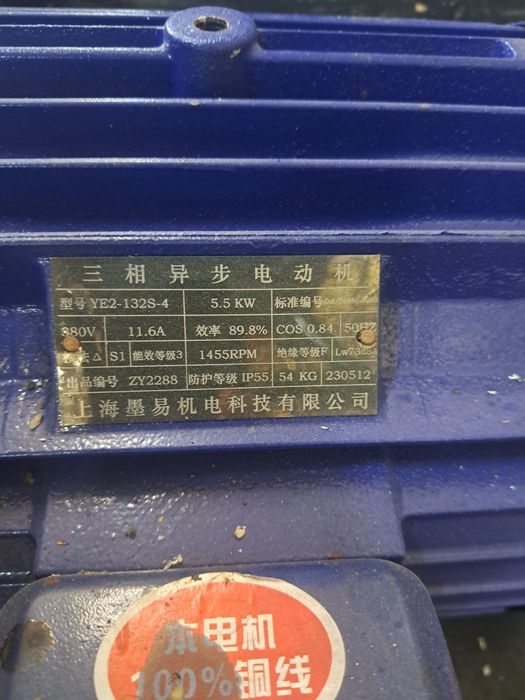 三相异步电动机
型号 YE2-132S-4 5.5 KW 标准编号
380V 11.6A 效率 89.8% COS 0.84 50HZ
△ S1 能效等级3 1455RPM 绝缘等级F Lw73dB
出品编号 ZY2288 防护等级 IP55 54 KG 230512
上海墨易机电科技有限公司
本电机
100%铜线